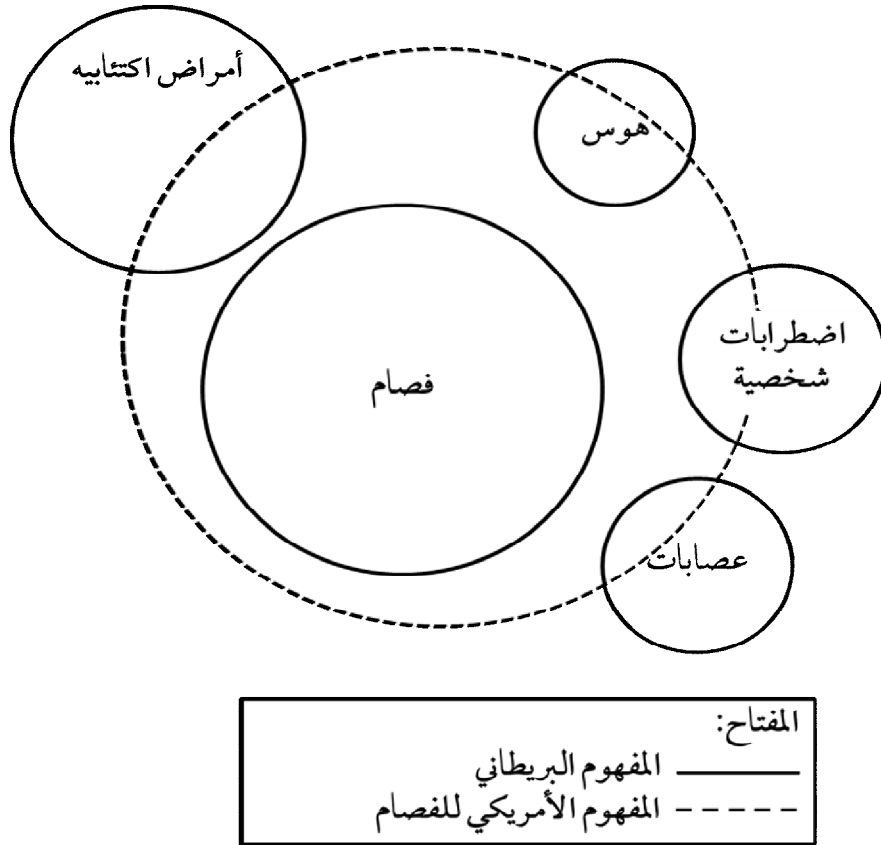 أمراض اكتئابيه
هوس
اضطرابات
شخصية
فصام
عصابات
المفتاح:
المفهوم البريطاني
المفهوم الأمريكي للفصام